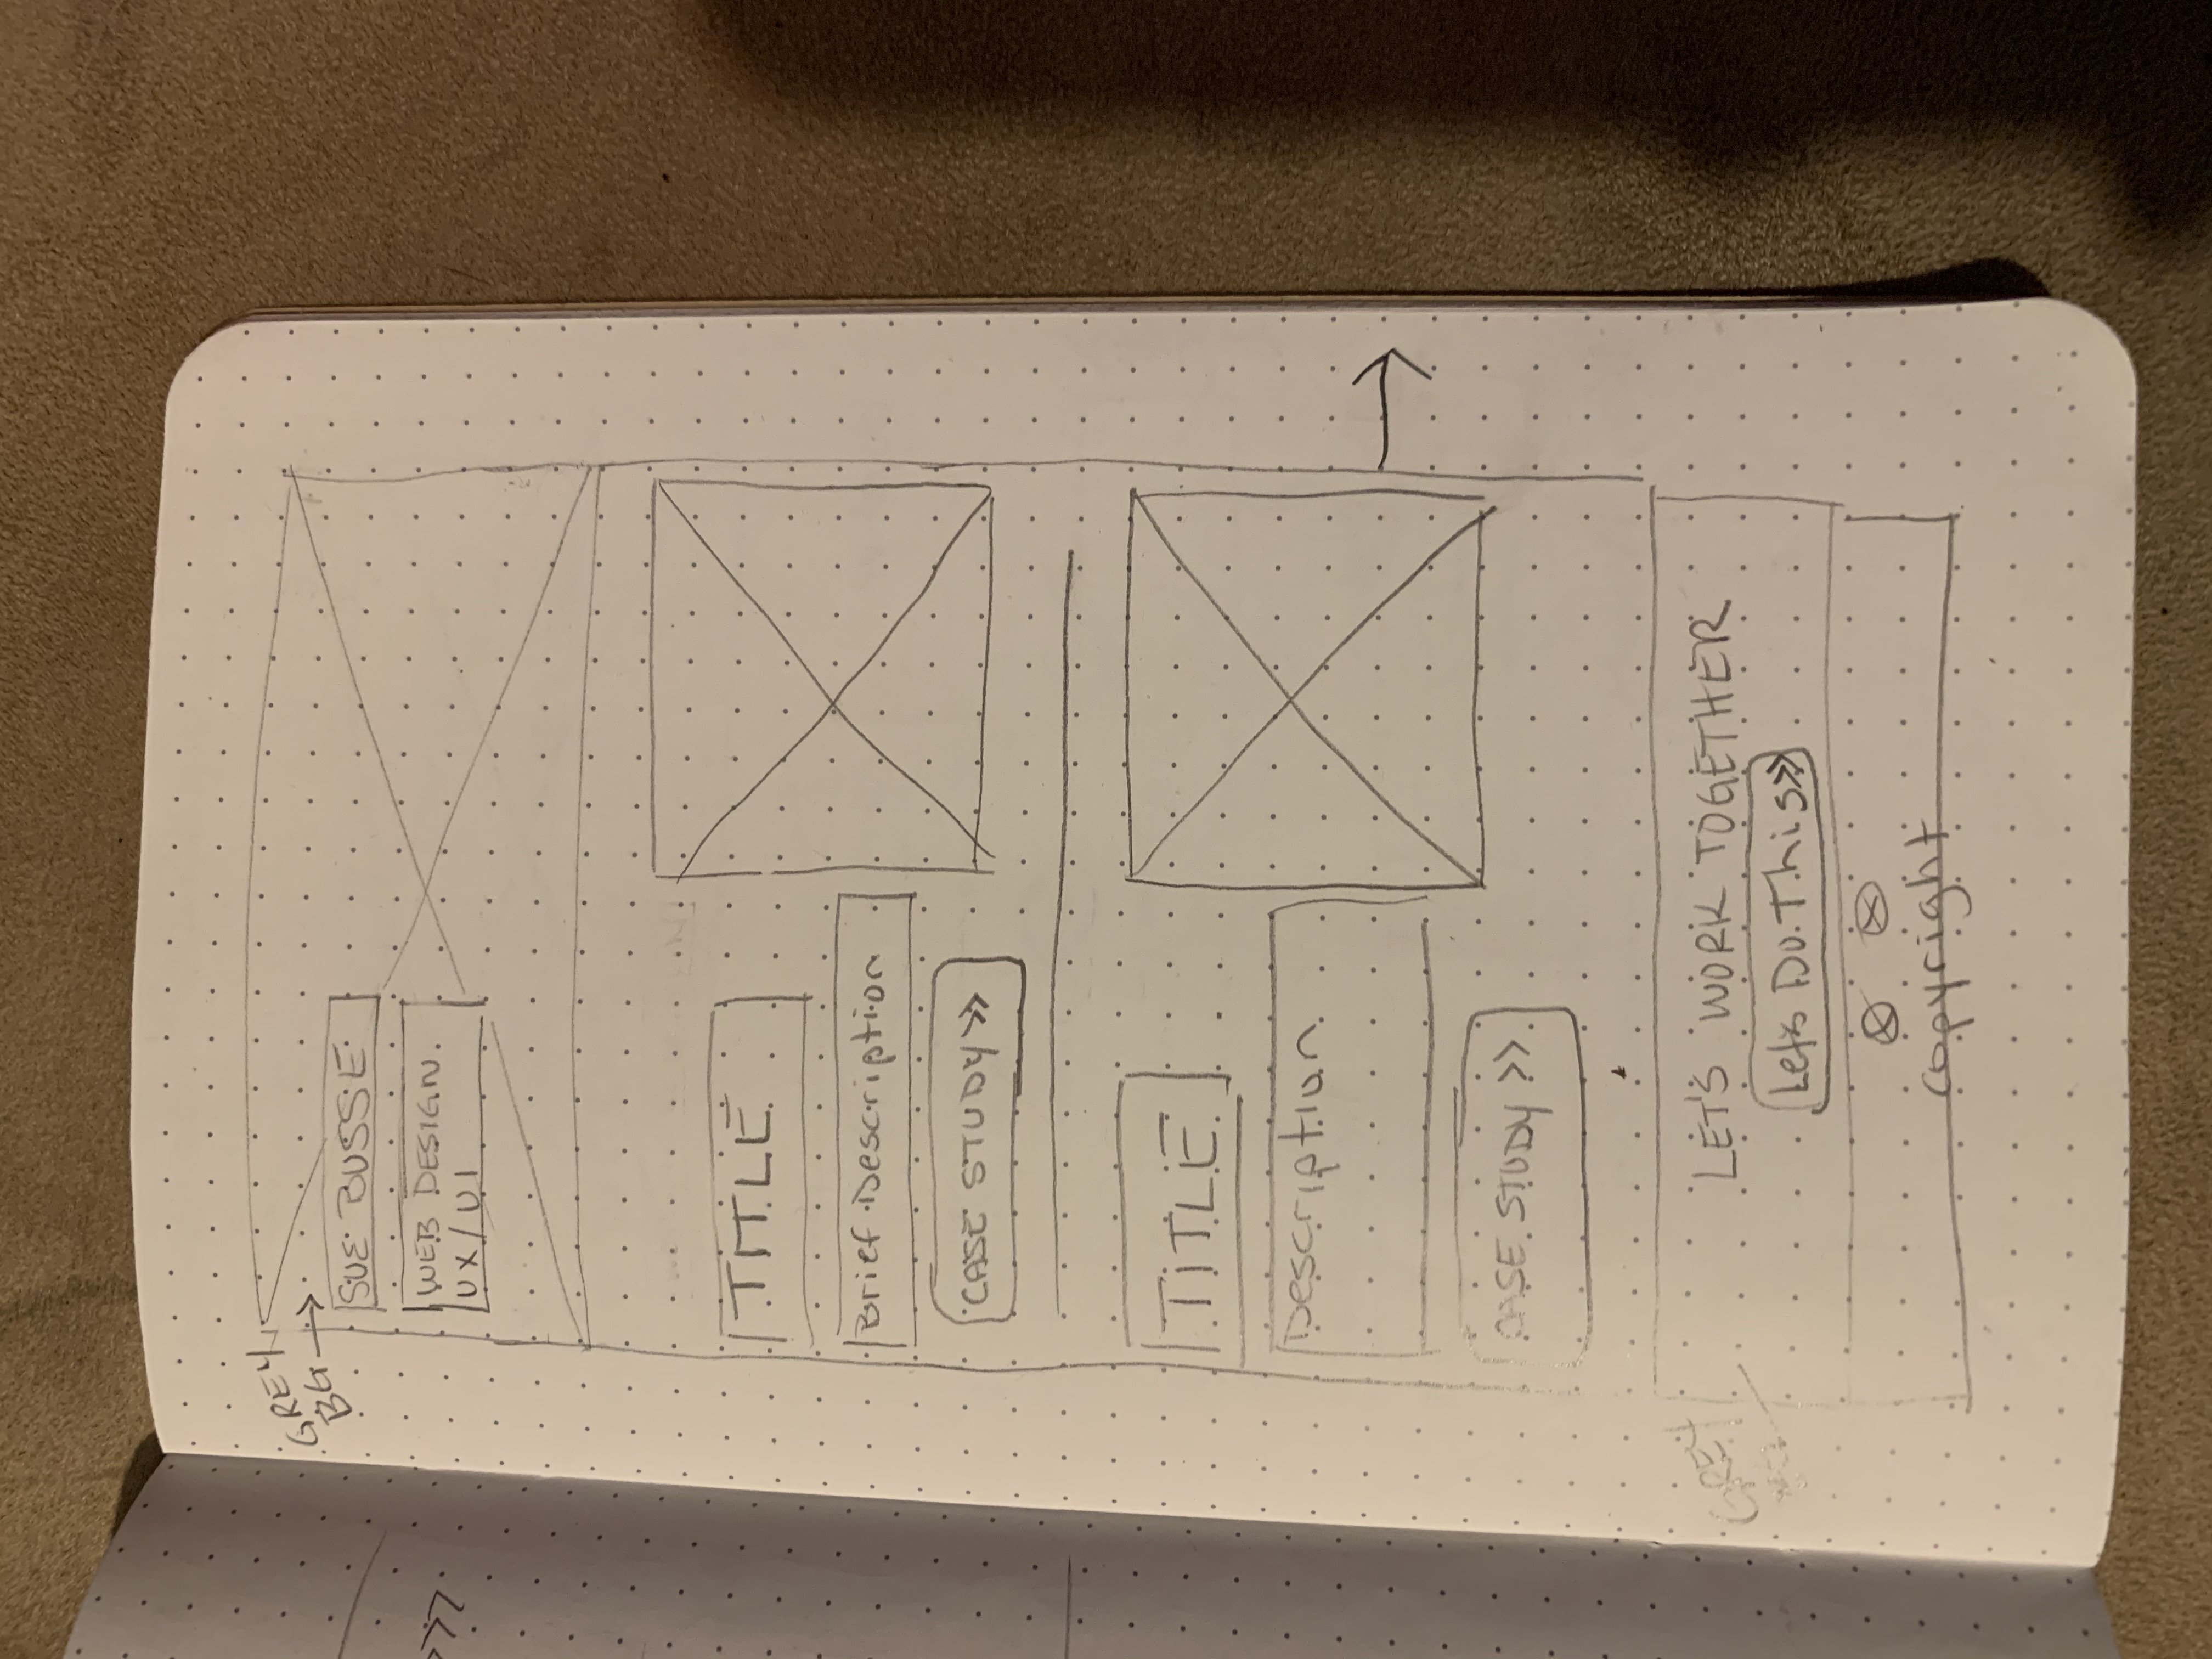 GREY
BG
SUE BUSSE
WEB DESIGN
UX/UI
TITLE
Brief Description
CASE STUDY >>
TITLE
Description
CASE STUDY >>
GREY
LET'S WORK TOGETHER
Let's Do This >>
copyright
>>>